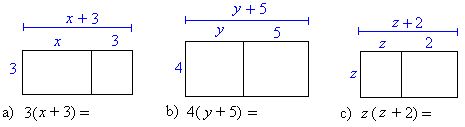 x + 3
x 3
3
a) 3(x + 3) =
y + 5
y 5
4
b) 4(y + 5) =
z + 2
z 2
z
c) z(z + 2) =